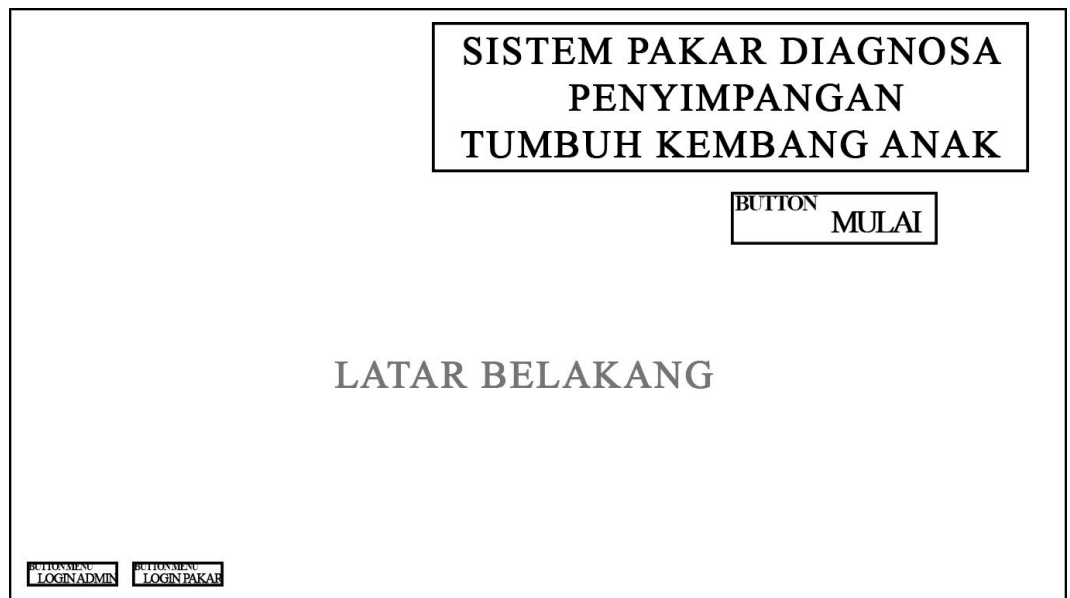 SISTEM PAKAR DIAGNOSA
PENYIMPANGAN
TUMBUH KEMBANG ANAK
BUTTON
MULAI
LATAR BELAKANG
BUTTON MENU
LOGIN ADMIN
BUTTON MENU
LOGIN PAKAR